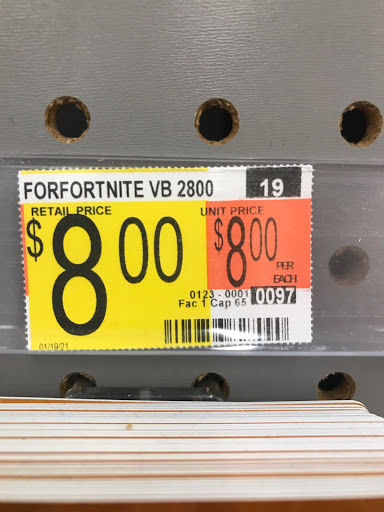 FORFORTNITE VB 2800 19
RETAIL PRICE UNIT PRICE
$8 00 $8 00
PER
EACH
0123 - 0001 0097
Fac 1 Cap 65
01/19/21